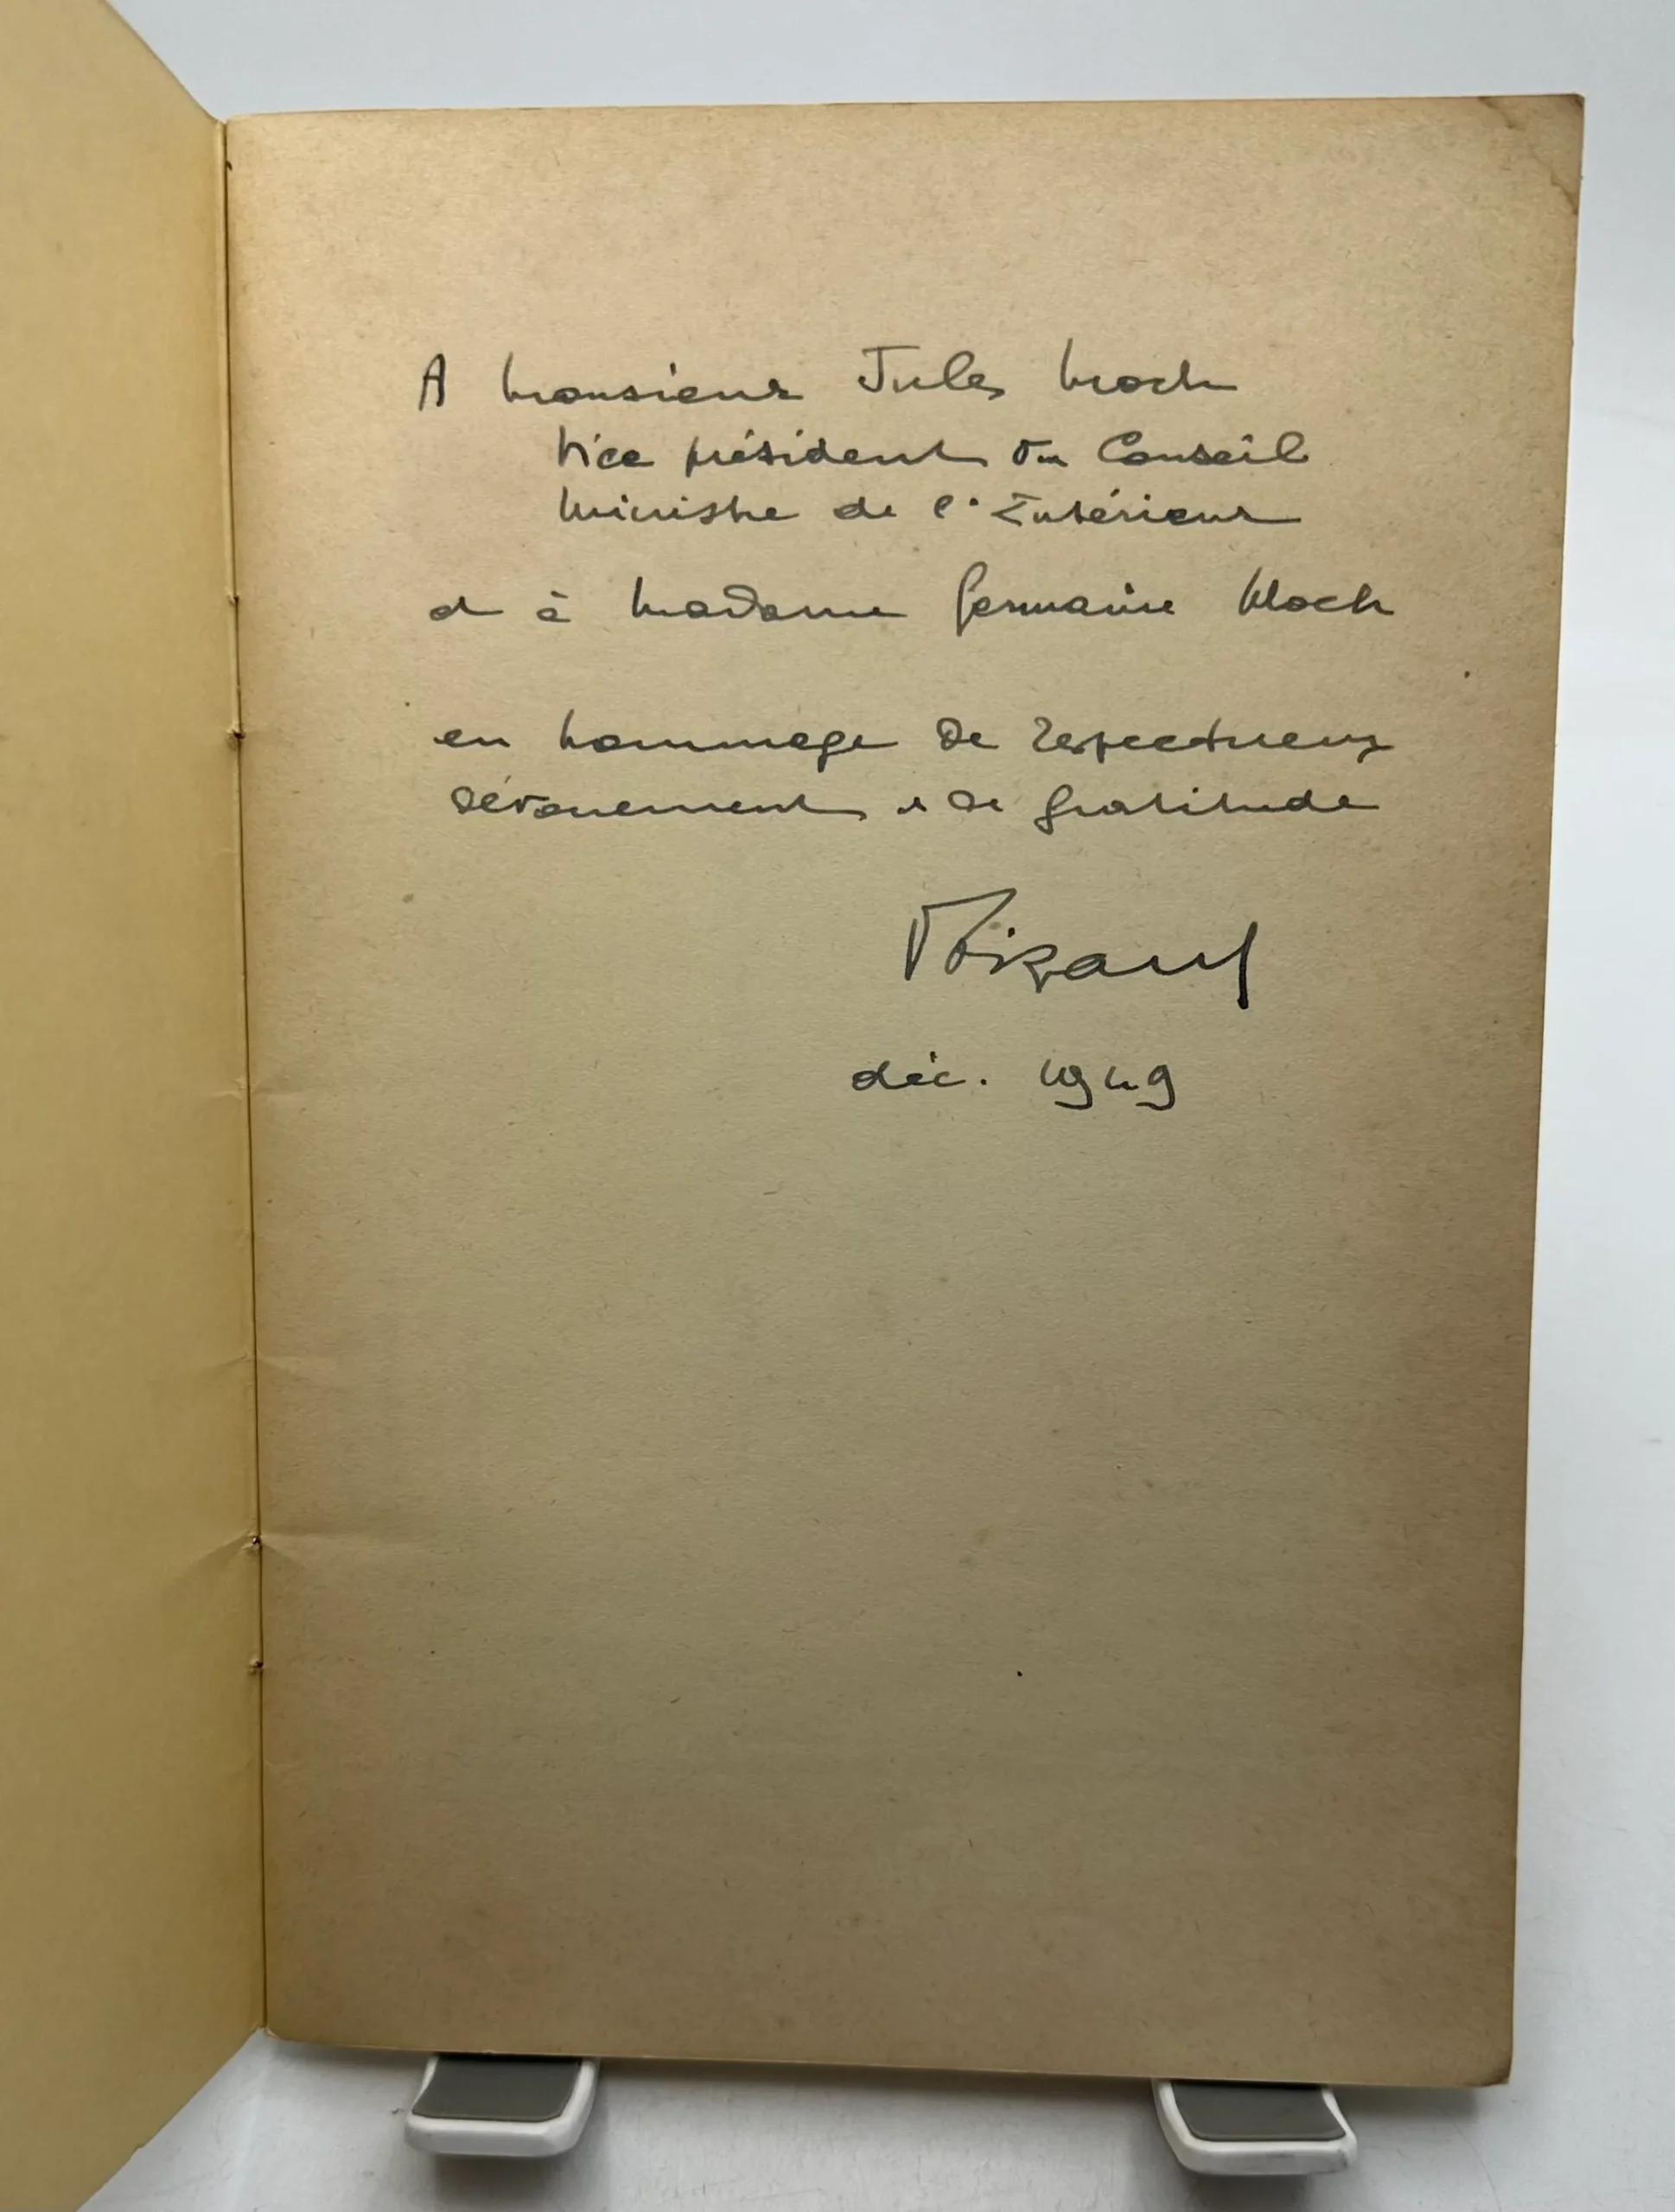 A Monsieur Jules Moch
Vice président du Conseil
Ministre de l'Intérieur
et à Madame Germaine Moch
en hommage de respectueux
dévouement et de gratitude
déc. 1949